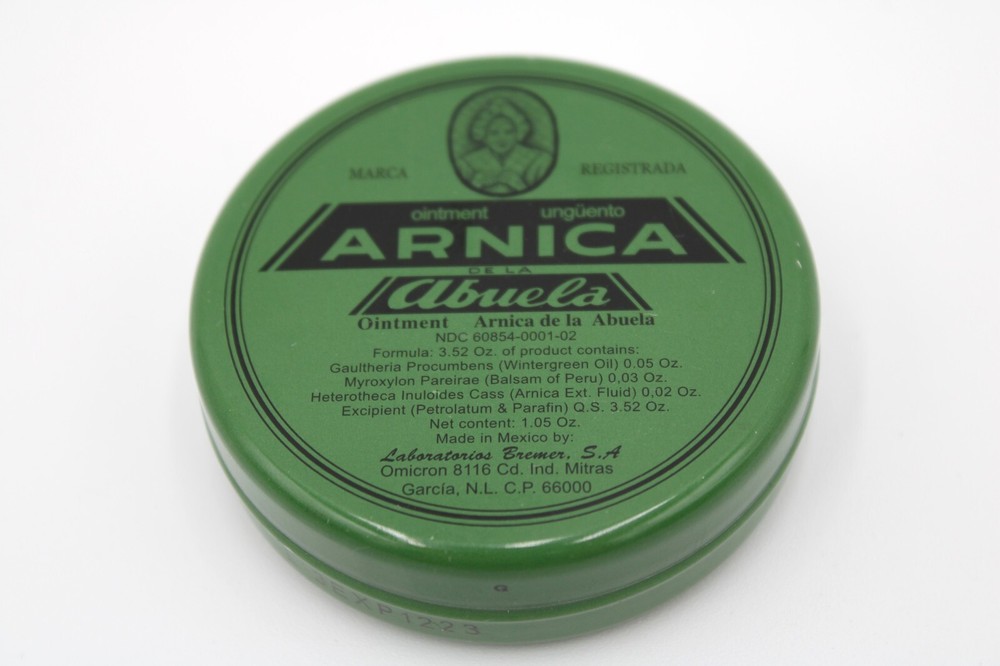 MARCA REGISTRADA
ointment ungüento
ARNICA
DE LA
Abuela
Ointment Arnica de la Abuela
NDC 60854-0001-02
Formula: 3.52 Oz. of product contains:
Gaultheria Procumbens (Wintergreen Oil) 0.05 Oz.
Myroxylon Pareirae (Balsam of Peru) 0,03 Oz.
Heterotheca Inuloides Cass (Arnica Ext. Fluid) 0,02 Oz.
Excipient (Petrolatum & Parafin) Q.S. 3.52 Oz.
Net content: 1.05 Oz.
Made in Mexico by:
Laboratorios Bremer, S.A
Omicron 8116 Cd. Ind. Mitras
García, N.L. C.P. 66000
G
EXP1223